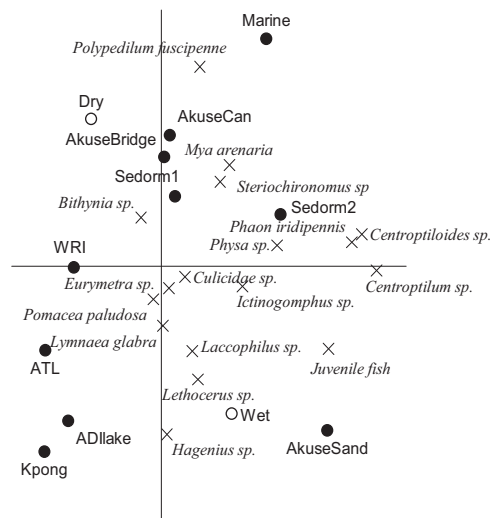 Marine
Polypedilum fuscipenne
Dry
AkuseCan
AkuseBridge
Mya arenaria
Sedorm1
Steriochironomus sp
Bithynia sp.
Sedorm2
Phaon iridipennis
Centroptiloides sp.
Physa sp.
WRI
Culicidae sp.
Eurymetra sp.
Centroptilum sp.
Ictinogomphus sp.
Pomacea paludosa
Lymnaea glabra
Laccophilus sp.
ATL
Juvenile fish
Lethocerus sp.
Wet
ADIlake
AkuseSand
Hagenius sp.
Kpong